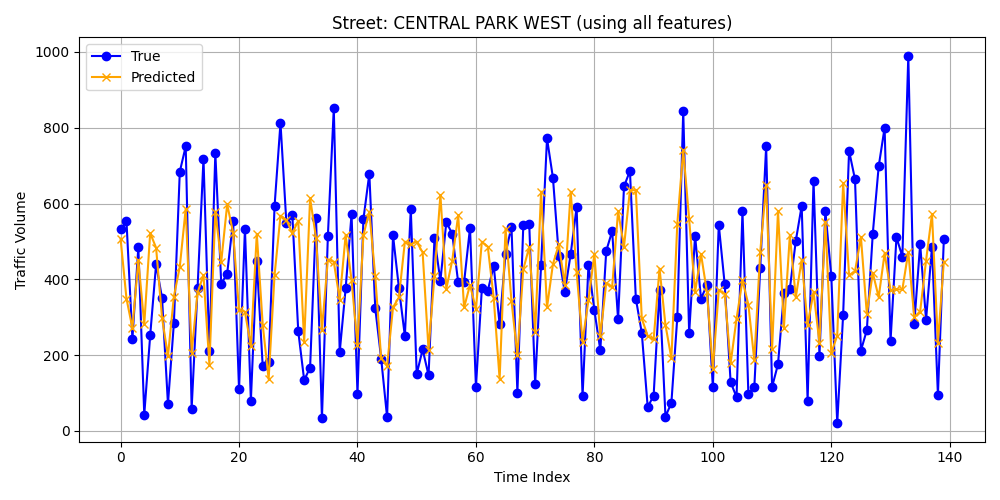 Street: CENTRAL PARK WEST (using all features)
True
Predicted
Traffic Volume
1000
800
600
400
200
0
0 20 40 60 80 100 120 140
Time Index